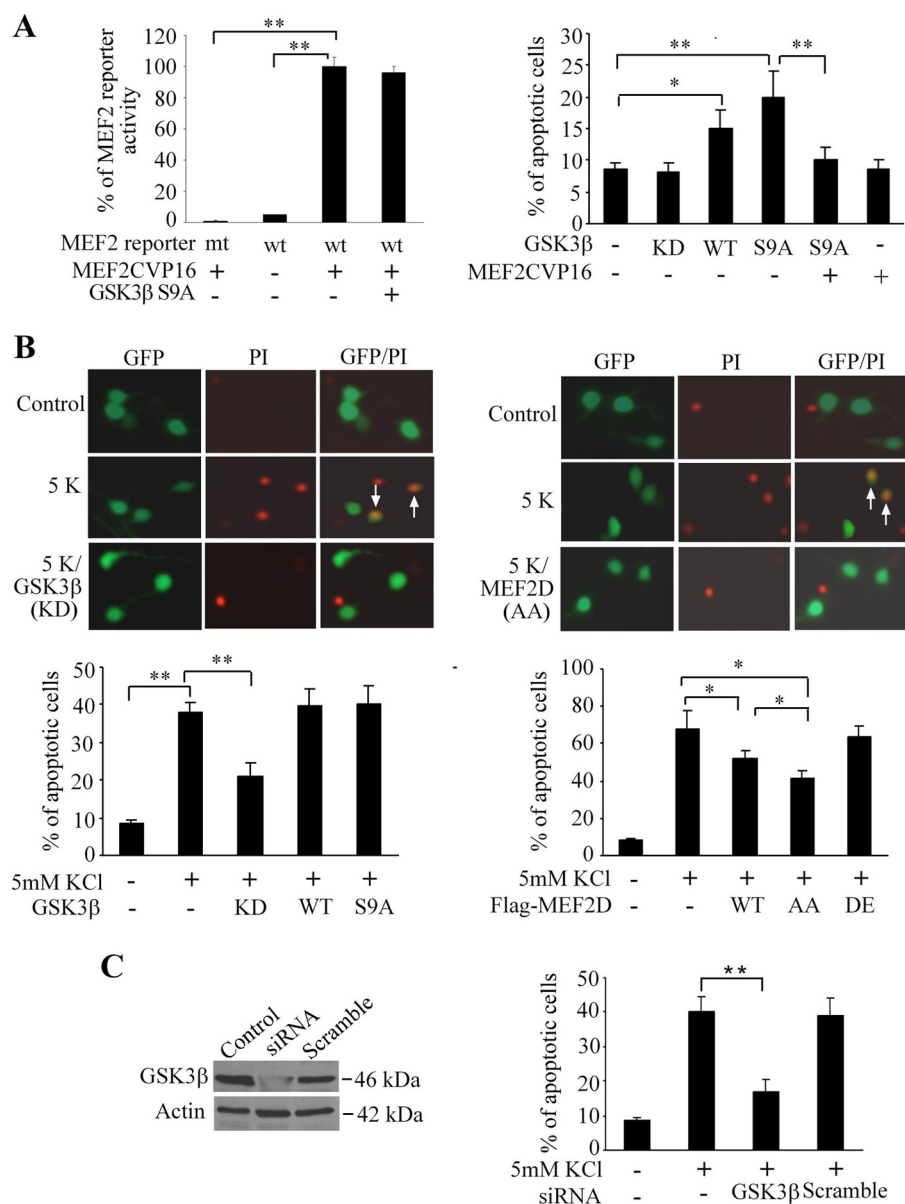 A
% of MEF2 reporter
activity
120
100
80
60
40
20
0
**
**
MEF2 reporter mt wt wt wt
MEF2CVP16 + - + +
GSK3β S9A - - - +
% of apoptotic cells
30
25
20
15
10
5
0
**
**
*
GSK3β - KD WT S9A S9A -
MEF2CVP16 - - - - + +
B
GFP PI GFP/PI
Control
5 K
5 K/
GSK3β
(KD)
GFP PI GFP/PI
Control
5 K
5 K/
MEF2D
(AA)
% of apoptotic cells
50
40
30
20
10
0
**
**
5mM KCl - + + + +
GSK3β - - KD WT S9A
% of apoptotic cells
100
80
60
40
20
0
*
*
*
5mM KCl - + + + +
Flag-MEF2D - - WT AA DE
C
Control siRNA Scramble
GSK3β -46 kDa
Actin -42 kDa
% of apoptotic cells
50
40
30
20
10
0
**
5mM KCl - + + +
siRNA - - GSK3β Scramble